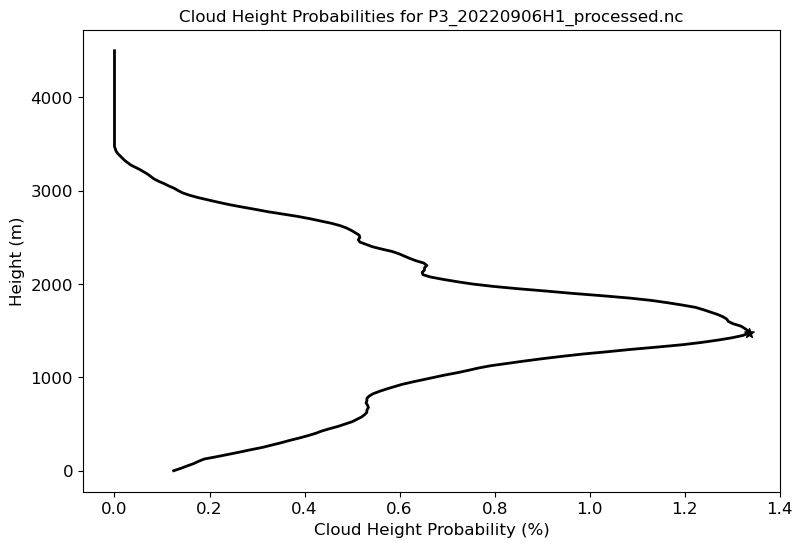 Cloud Height Probabilities for P3_20220906H1_processed.nc
4000
3000
2000
1000
0
Height (m)
0.0 0.2 0.4 0.6 0.8 1.0 1.2 1.4
Cloud Height Probability (%)